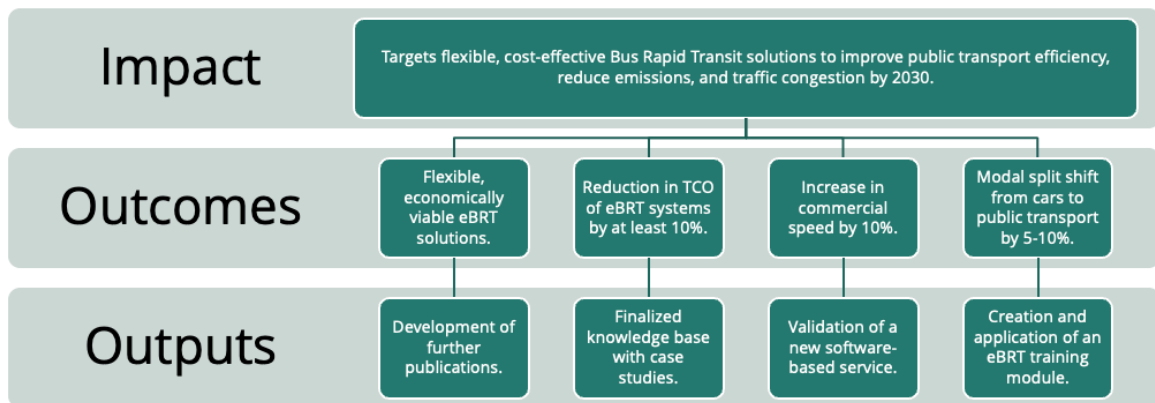 Impact
Targets flexible, cost-effective Bus Rapid Transit solutions to improve public transport efficiency,
reduce emissions, and traffic congestion by 2030.
Outcomes
Flexible,
economically
viable eBRT
solutions.
Reduction in TCO
of eBRT systems
by at least 10%.
Increase in
commercial
speed by 10%.
Modal split shift
from cars to
public transport
by 5-10%.
Outputs
Development of
further
publications.
Finalized
knowledge base
with case
studies.
Validation of a
new software-
based service.
Creation and
application of an
eBRT training
module.